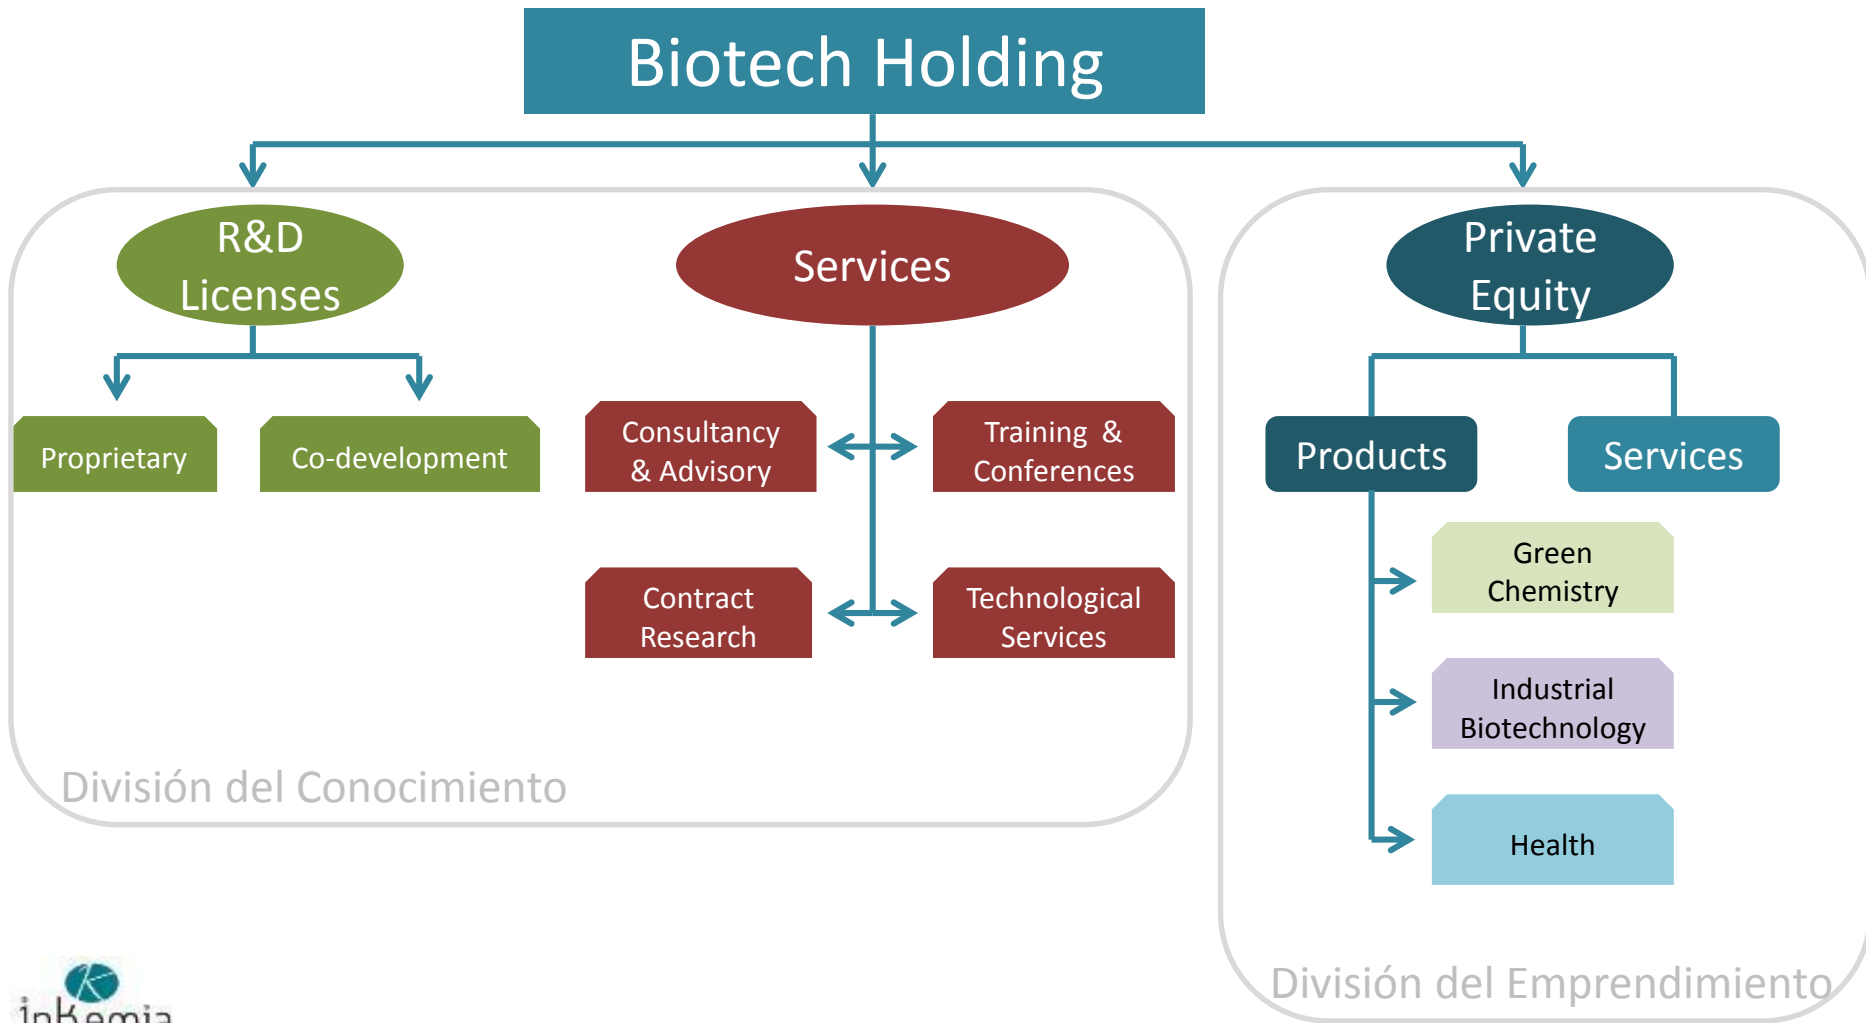 Biotech Holding
R&D
Licenses
Services
Private
Equity
Proprietary
Co-development
Consultancy
& Advisory
Training &
Conferences
Contract
Research
Technological
Services
Products
Services
Green
Chemistry
Industrial
Biotechnology
Health
División del Conocimiento
División del Emprendimiento
inKemia